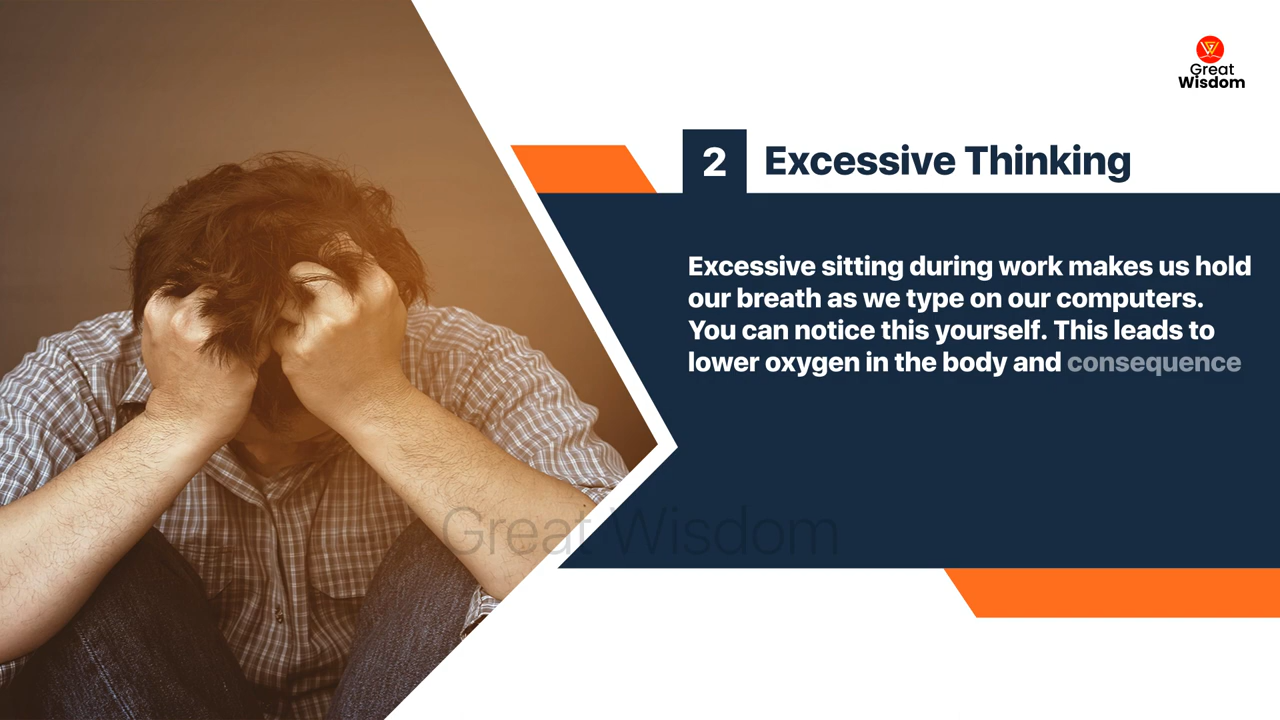 Great
Wisdom
2 Excessive Thinking
Excessive sitting during work makes us hold
our breath as we type on our computers.
You can notice this yourself. This leads to
lower oxygen in the body and consequence
Great Wisdom